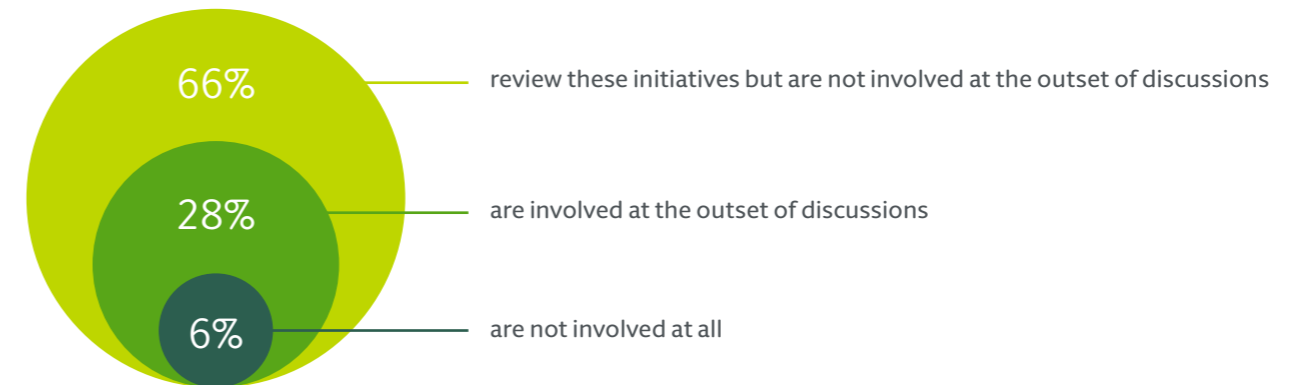 66%
review these initiatives but are not involved at the outset of discussions
28%
are involved at the outset of discussions
6%
are not involved at all